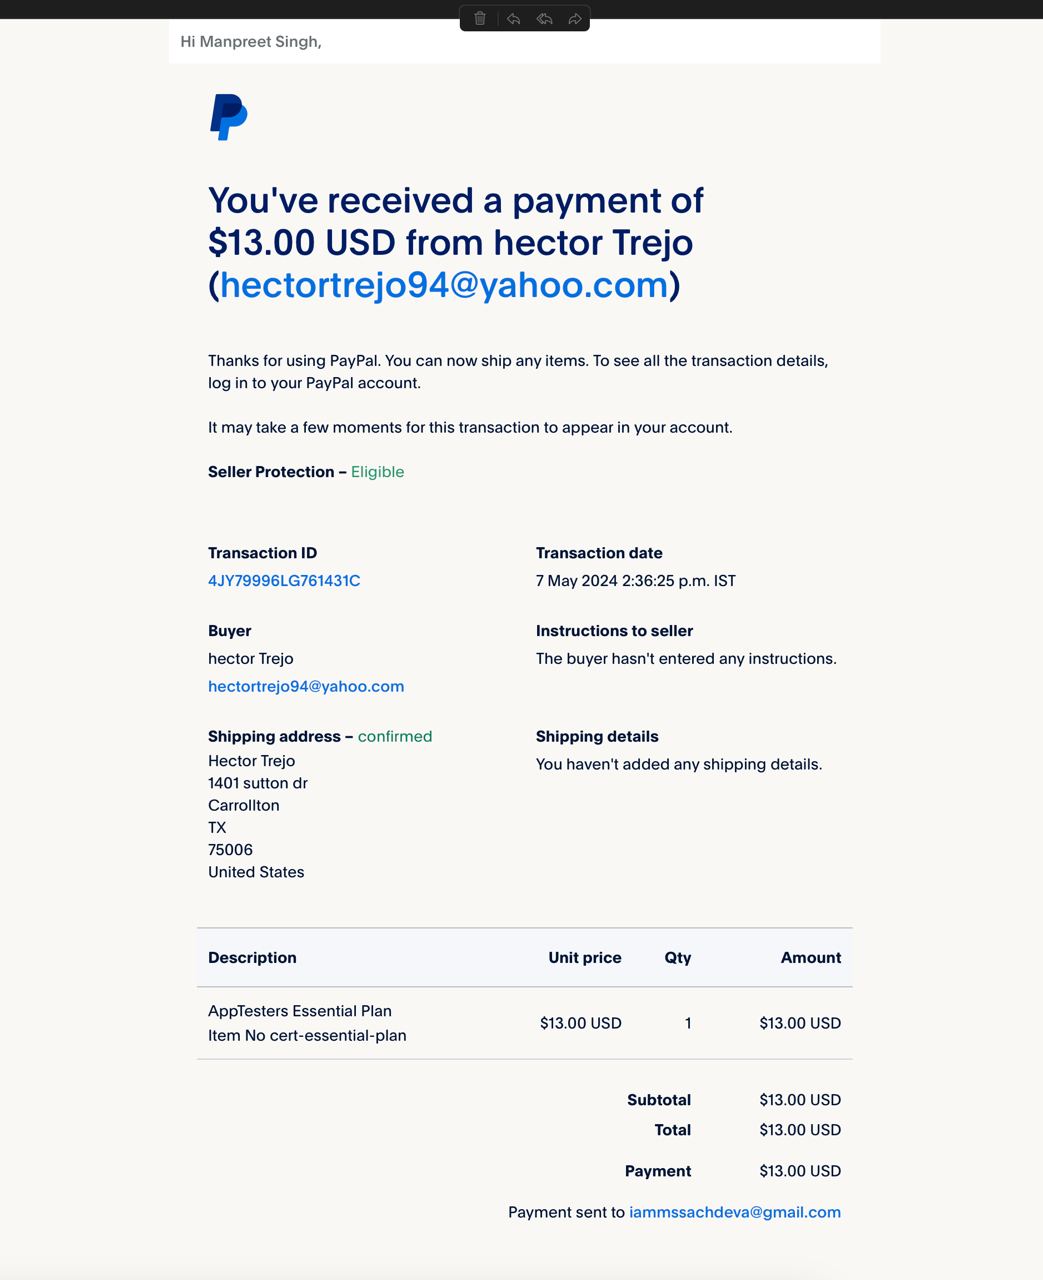 Hi Manpreet Singh,
You've received a payment of
$13.00 USD from hector Trejo
(hectortrejo94@yahoo.com)
Thanks for using PayPal. You can now ship any items. To see all the transaction details,
log in to your PayPal account.
It may take a few moments for this transaction to appear in your account.
Seller Protection – Eligible
Transaction ID
4JY79996LG761431C
Transaction date
7 May 2024 2:36:25 p.m. IST
Buyer
hector Trejo
hectortrejo94@yahoo.com
Instructions to seller
The buyer hasn't entered any instructions.
Shipping address – confirmed
Hector Trejo
1401 sutton dr
Carrollton
TX
75006
United States
Shipping details
You haven't added any shipping details.
Description Unit price Qty Amount
AppTesters Essential Plan
Item No cert-essential-plan
$13.00 USD 1 $13.00 USD
Subtotal $13.00 USD
Total $13.00 USD
Payment $13.00 USD
Payment sent to iammssachdeva@gmail.com